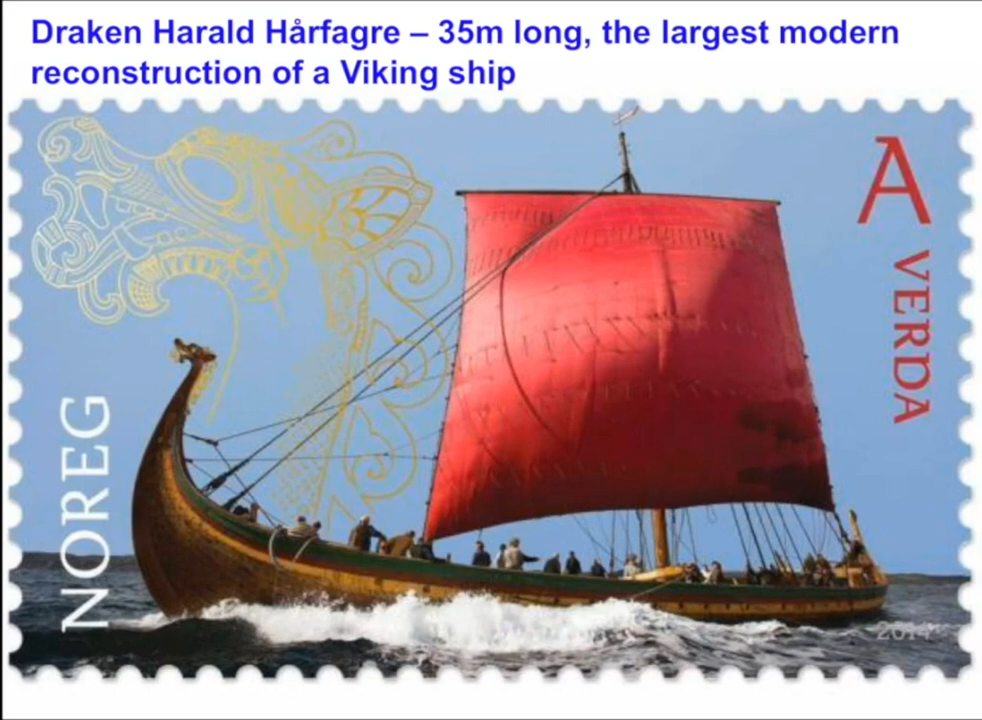 Draken Harald Hårfagre – 35m long, the largest modern
reconstruction of a Viking ship
A
VERDA
NOREG
2014